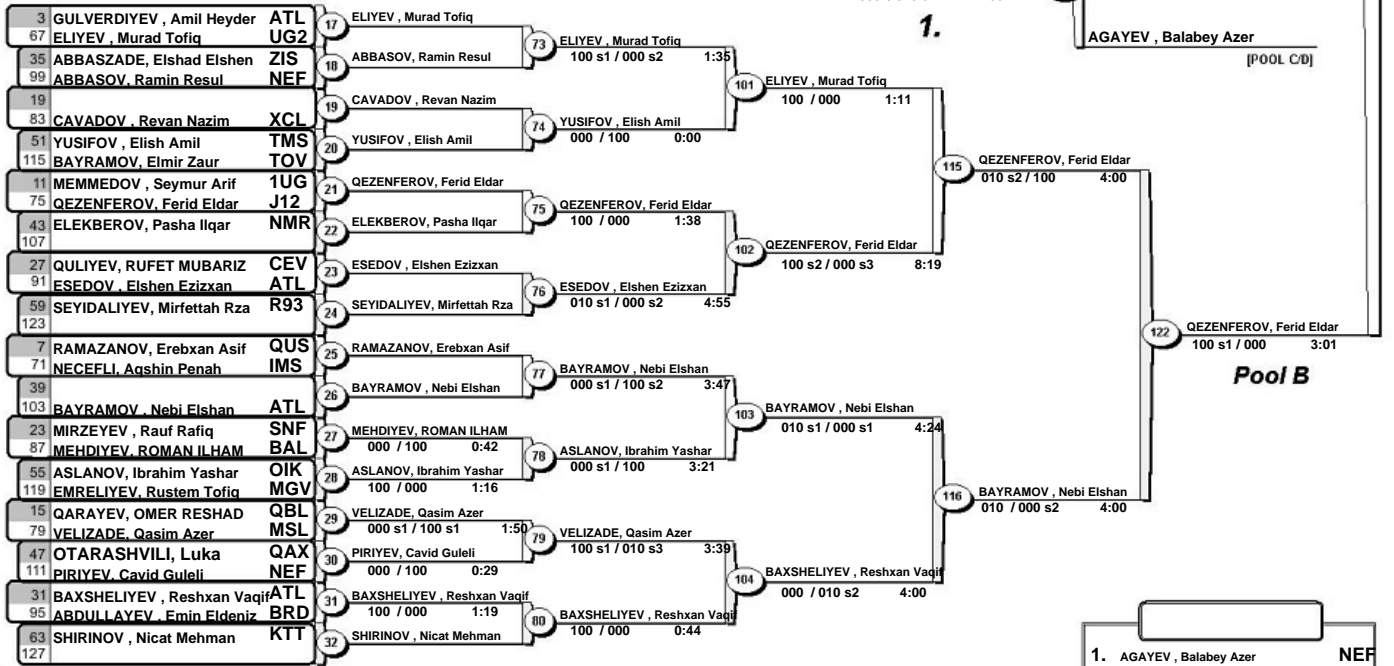 1.
AGAYEV , Balabey Azer
[POOL C/D]
3 GULVERDIYEV , Amil Heyder ATL
67 ELIYEV , Murad Tofiq UG2
17 ELIYEV , Murad Tofiq
35 ABBASZADE, Elshad Elshen ZIS
99 ABBASOV, Ramin Resul NEF
18 ABBASOV, Ramin Resul
73 ELIYEV , Murad Tofiq
100 s1 / 000 s2 1:35
19
83 CAVADOV , Revan Nazim XCL
19 CAVADOV , Revan Nazim
51 YUSIFOV , Elish Amil TMS
115 BAYRAMOV, Elmir Zaur TOV
20 YUSIFOV , Elish Amil
74 YUSIFOV , Elish Amil
000 / 100 0:00
101 ELIYEV , Murad Tofiq
100 / 000 1:11
11 MEMMEDOV , Seymur Arif 1UG
75 QEZENFEROV, Ferid Eldar J12
21 QEZENFEROV, Ferid Eldar
43 ELEKBEROV, Pasha Ilqar NMR
107
22 ELEKBEROV, Pasha Ilqar
75 QEZENFEROV, Ferid Eldar
100 / 000 1:38
27 QULIYEV, RUFET MUBARIZ CEV
91 ESEDOV , Elshen Ezizxan ATL
23 ESEDOV , Elshen Ezizxan
59 SEYIDALIYEV, Mirfettah Rza R93
123
24 SEYIDALIYEV, Mirfettah Rza
76 ESEDOV , Elshen Ezizxan
010 s1 / 000 s2 4:55
102 QEZENFEROV, Ferid Eldar
100 s2 / 000 s3 8:19
115 QEZENFEROV, Ferid Eldar
010 s2 / 100 4:00
7 RAMAZANOV, Erebxan Asif QUS
71 NECEFLI, Aqshin Penah IMS
25 RAMAZANOV, Erebxan Asif
39
103 BAYRAMOV , Nebi Elshan ATL
26 BAYRAMOV , Nebi Elshan
77 BAYRAMOV , Nebi Elshan
000 s1 / 100 s2 3:47
23 MIRZEYEV , Rauf Rafiq SNF
87 MEHDIYEV, ROMAN ILHAM BAL
27 MEHDIYEV, ROMAN ILHAM
000 / 100 0:42
55 ASLANOV, Ibrahim Yashar OIK
119 EMRELIYEV, Rustem Tofiq MGV
28 ASLANOV, Ibrahim Yashar
100 / 000 1:16
78 ASLANOV, Ibrahim Yashar
000 s1 / 100 3:21
103 BAYRAMOV , Nebi Elshan
010 s1 / 000 s1 4:24
15 QARAYEV, OMER RESHAD QBL
79 VELIZADE, Qasim Azer MSL
29 VELIZADE, Qasim Azer
000 s1 / 100 s1 1:50
47 OTARASHVILI, Luka QAX
111 PIRIYEV, Cavid Guleli NEF
30 PIRIYEV, Cavid Guleli
000 / 100 0:29
79 VELIZADE, Qasim Azer
100 s1 / 010 s3 3:39
31 BAXSHELIYEV , Reshxan Vaqif ATL
95 ABDULLAYEV , Emin Eldeniz BRD
31 BAXSHELIYEV , Reshxan Vaqif
100 / 000 1:19
63 SHIRINOV , Nicat Mehman KTT
127
32 SHIRINOV , Nicat Mehman
80 BAXSHELIYEV , Reshxan Vaqif
100 / 000 0:44
104 BAXSHELIYEV , Reshxan Vaqif
000 / 010 s2 4:00
116 BAYRAMOV , Nebi Elshan
010 / 000 s2 4:00
122 QEZENFEROV, Ferid Eldar
100 s1 / 000 3:01
Pool B
1. AGAYEV , Balabey Azer NEF